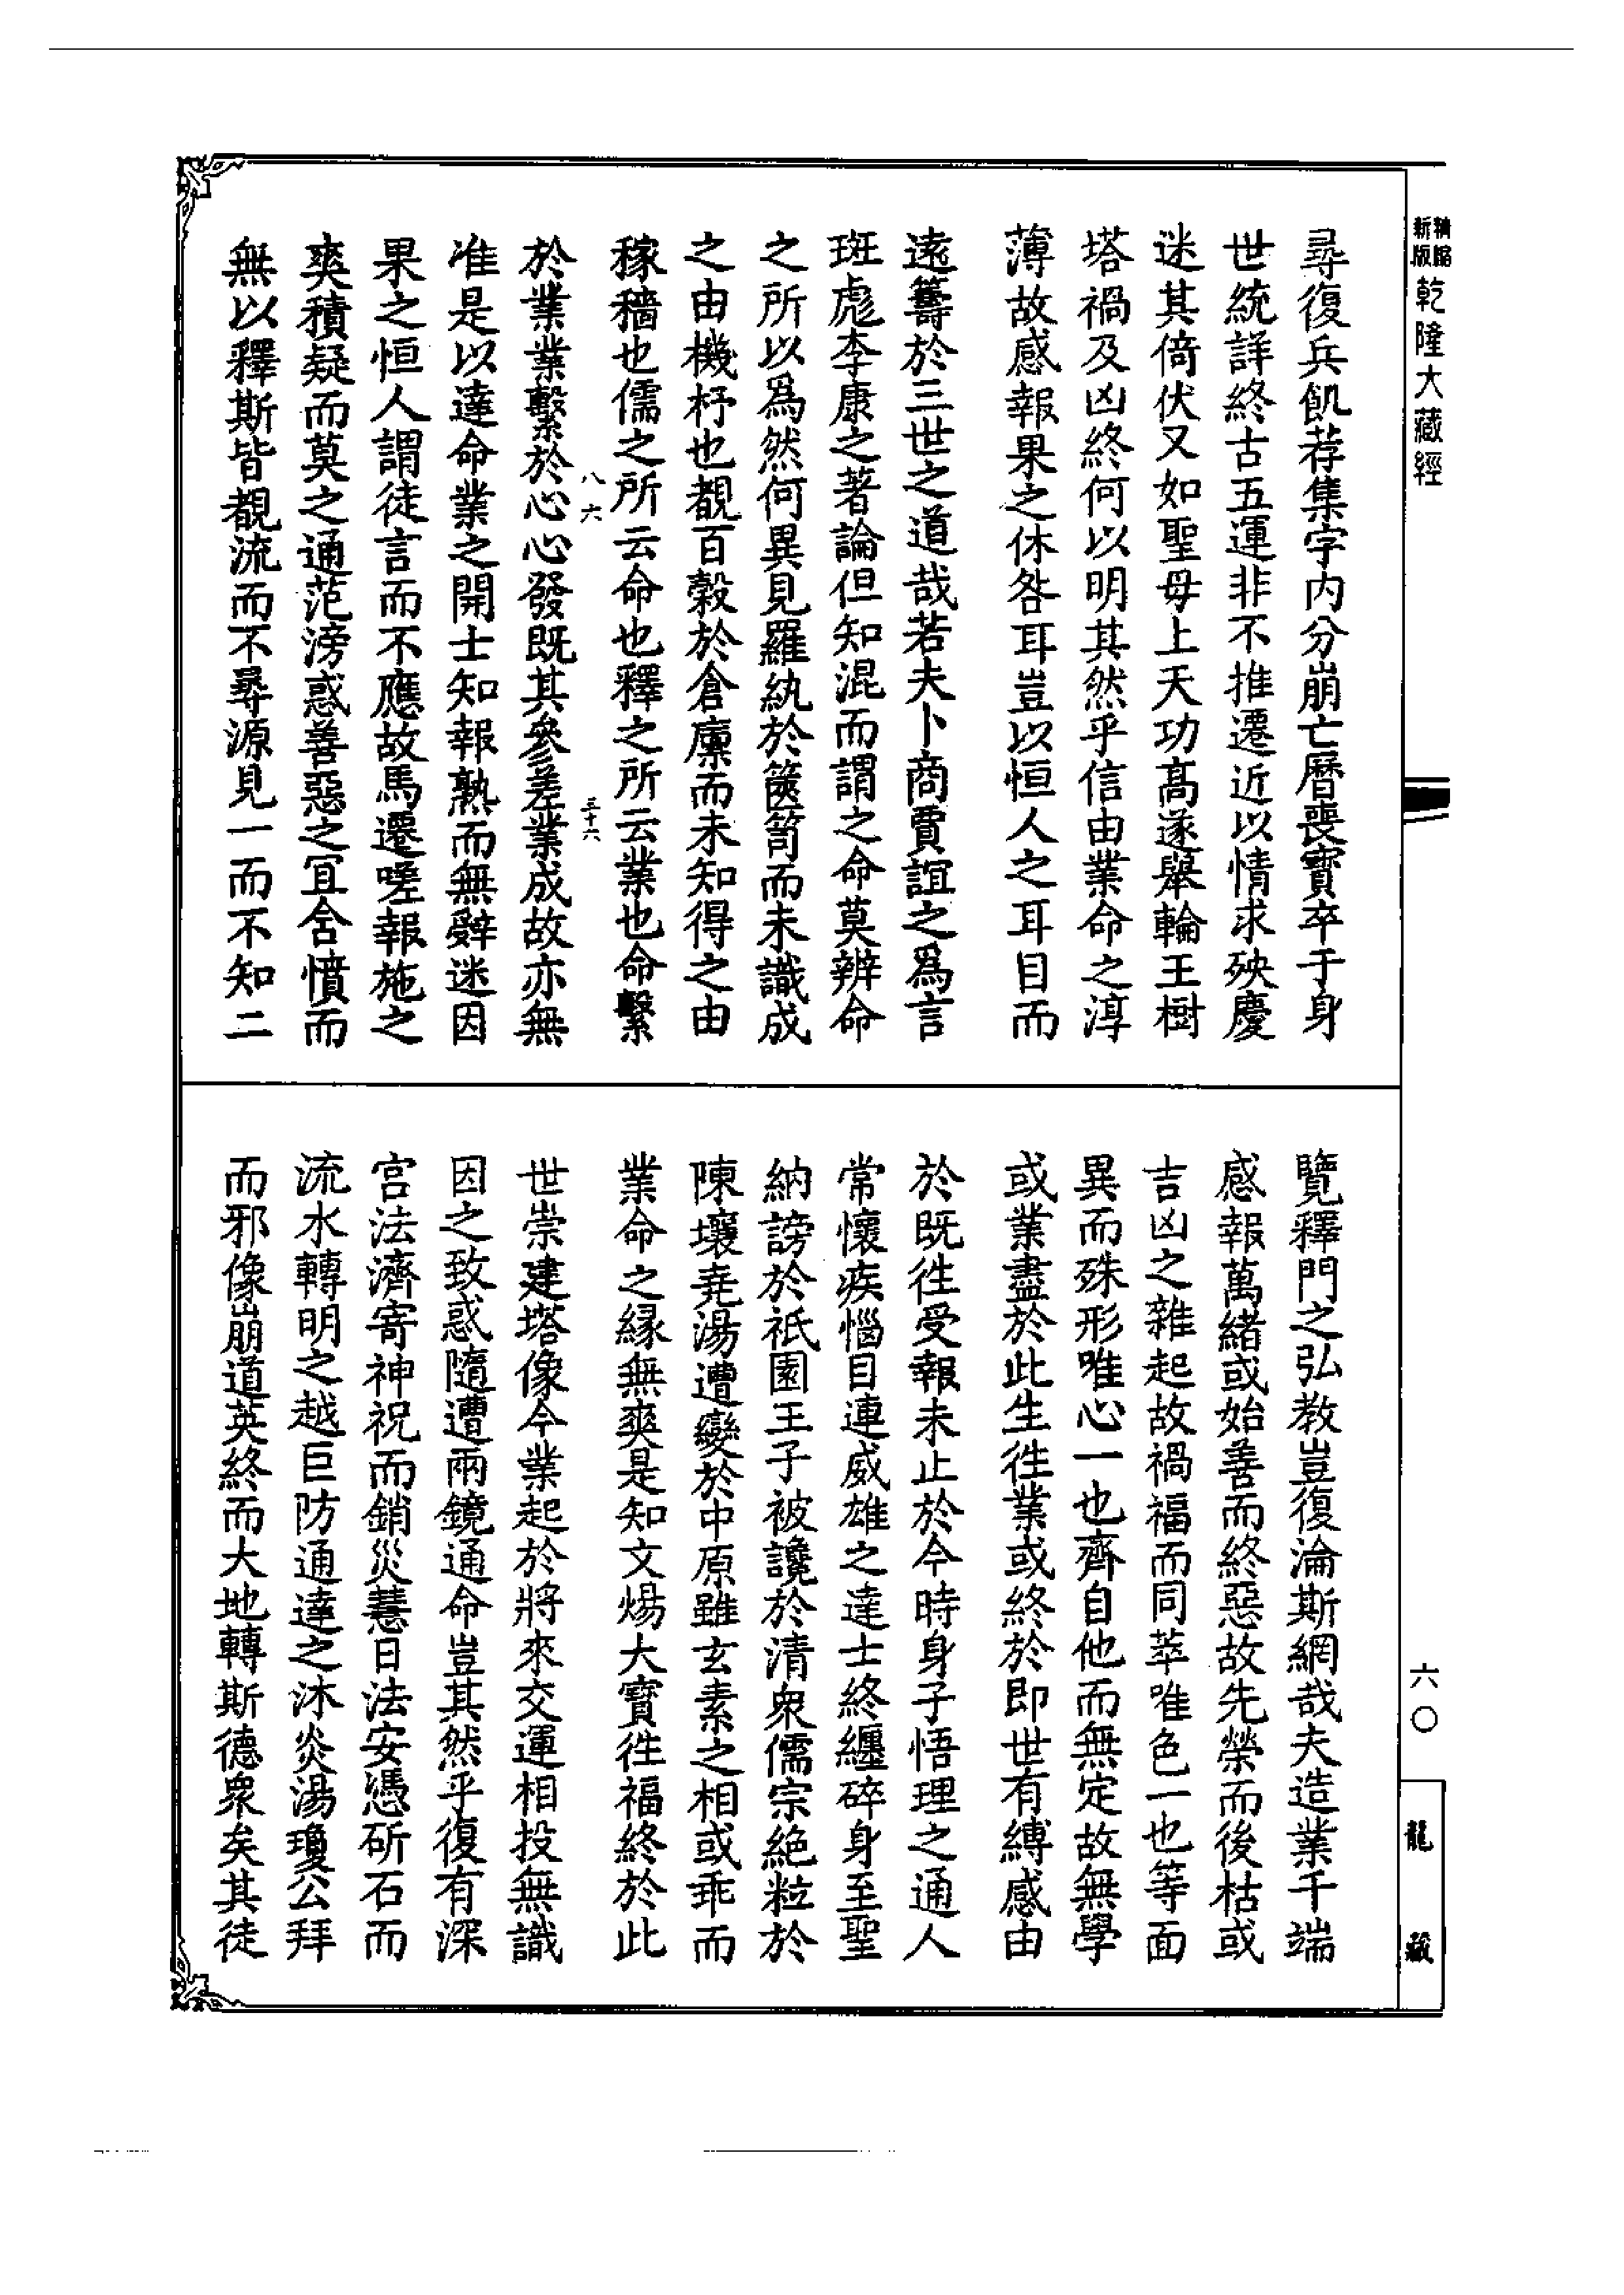 新版
精縮
乾隆大藏經
尋復兵飢荐集字内分崩亡曆喪寳卒于身
世統詳終古五運非不推遷近以情求殃慶
迷其倚伏又如聖母上天功髙遂舉輪王樹
塔禍及凶終何以明其然乎信由業命之淳
薄故感報果之休咎耳豈以恒人之耳目而
遠籌於三世之道哉若夫卜商賈誼之爲言
斑彪李康之著論但知混而謂之命莫辨命
之所以爲然何異見羅紈於篋笥而未識成
之由機杼也覩百榖於倉廪而未知得之由
稼穡也儒之所云命也釋之所云業也命繫
八六
三十六
於業業繫於心心發既其參差業成故亦無
准是以達命業之開士知報熟而無辭迷因
果之恒人謂徒言而不應故馬遷嗟報施之
爽積疑而莫之通范滂惑善惡之冝含憤而
無以釋斯皆覩流而不尋源見一而不知二
覽釋門之弘教豈復淪斯網哉夫造業千端
感報萬緒或始善而終惡故先榮而後枯或
吉凶之雜起故禍福而同萃唯色一也等面
異而殊形唯心一也齊自他而無定故無學
或業盡於此生徃業或終於即世有縛感由
於既徃受報未止於今時身子悟理之通人
常懷疾惱目連威雄之達士終纒碎身至聖
納謗於祇園王子被讒於清衆儒宗絶粒於
陳壤堯湯遭變於中原雖玄素之相或乖而
業命之緣無爽是知文煬大寳徃福終於此
世崇建塔像今業起於將來交運相投無識
因之致惑隨遭兩鏡通命豈其然乎復有深
宫法濟寄神祝而銷災慧日法安憑斫石而
流水轉明之越巨防通達之沐炎湯瓊公拜
而邪像崩道英終而大地轉斯德衆矣其徒
六〇
龍藏